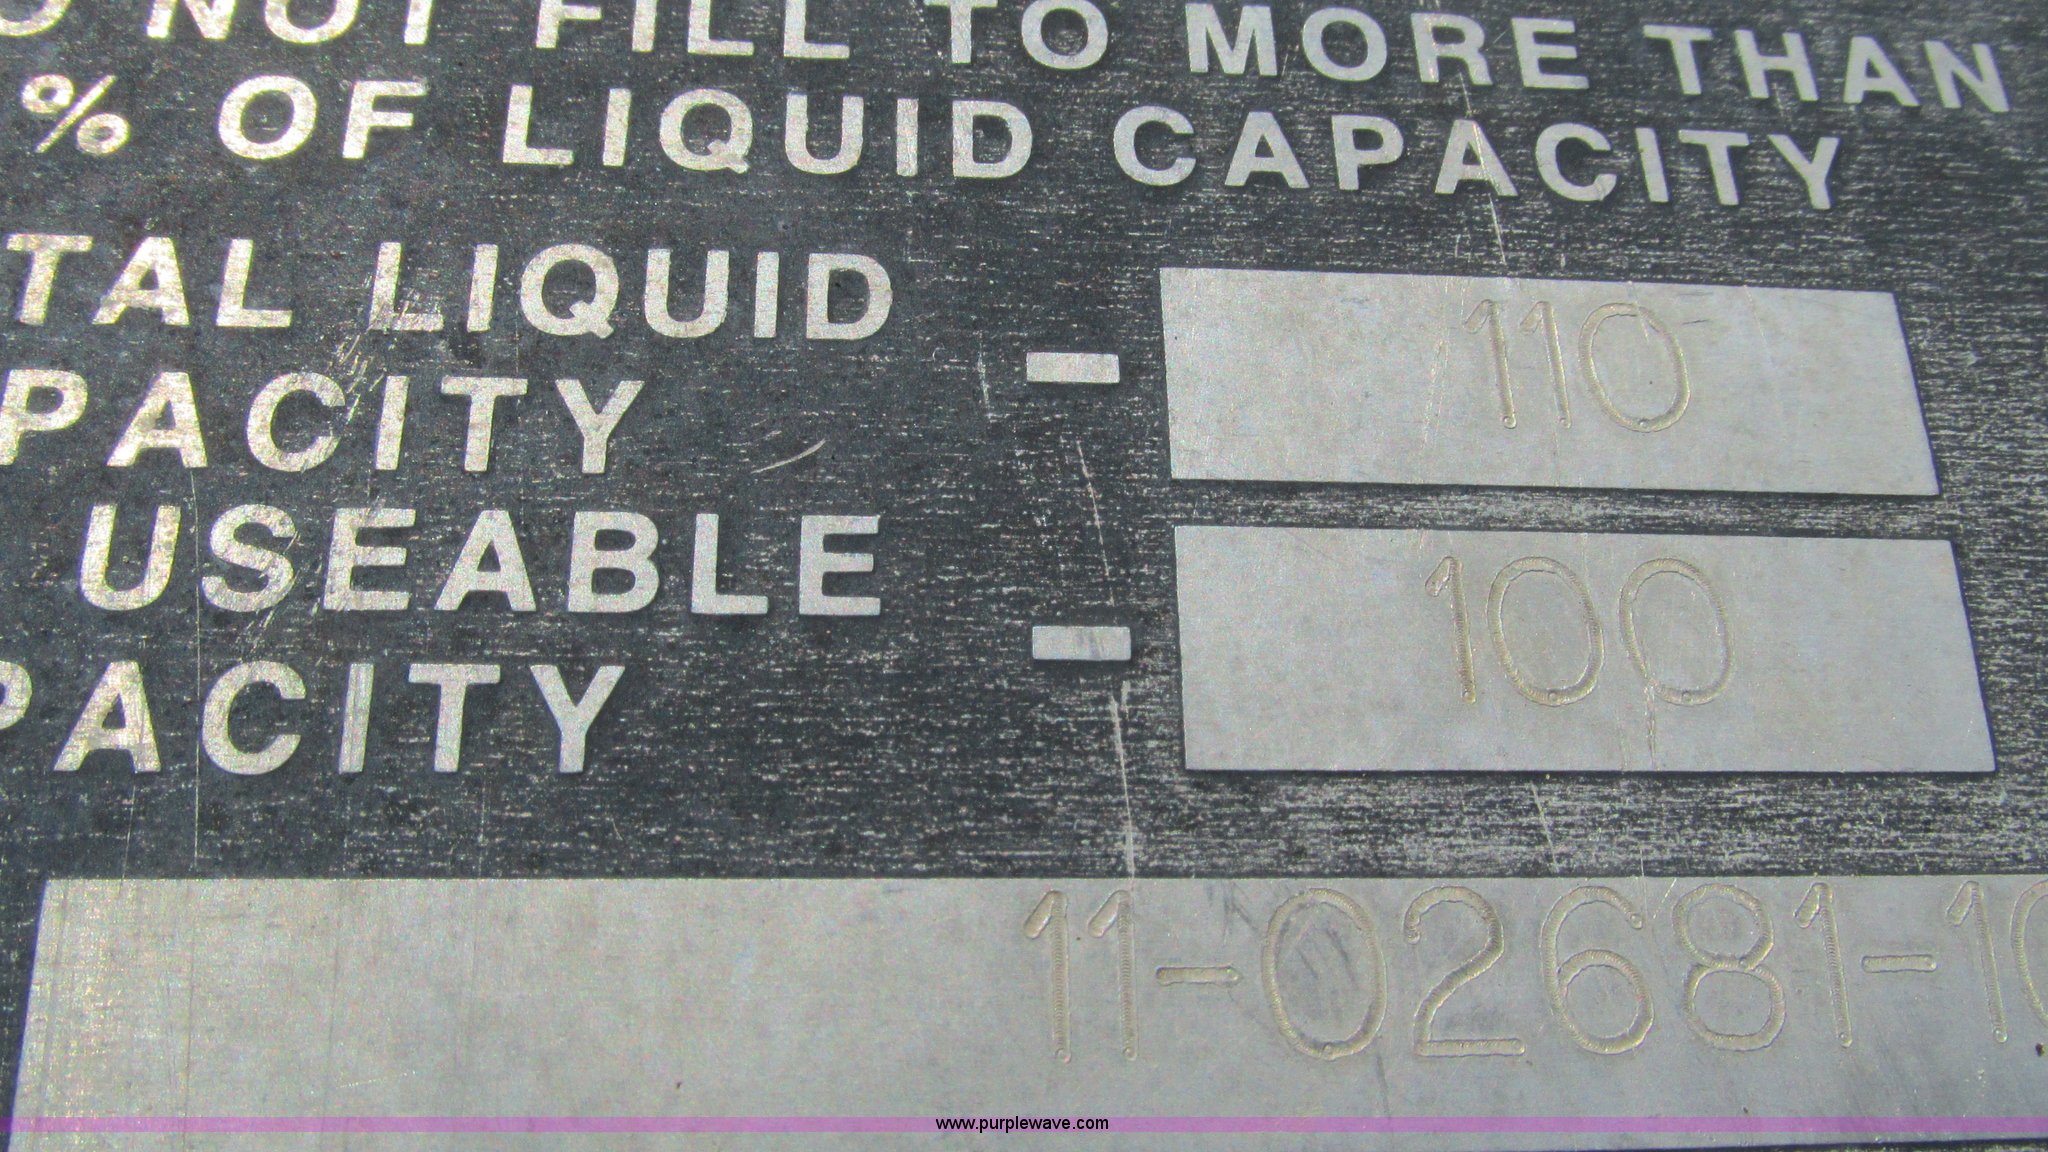 O NOT FILL TO MORE THAN
% OF LIQUID CAPACITY
TAL LIQUID
PACITY - 110
USEABLE
PACITY - 100
11-02681-10
www.purplewave.com